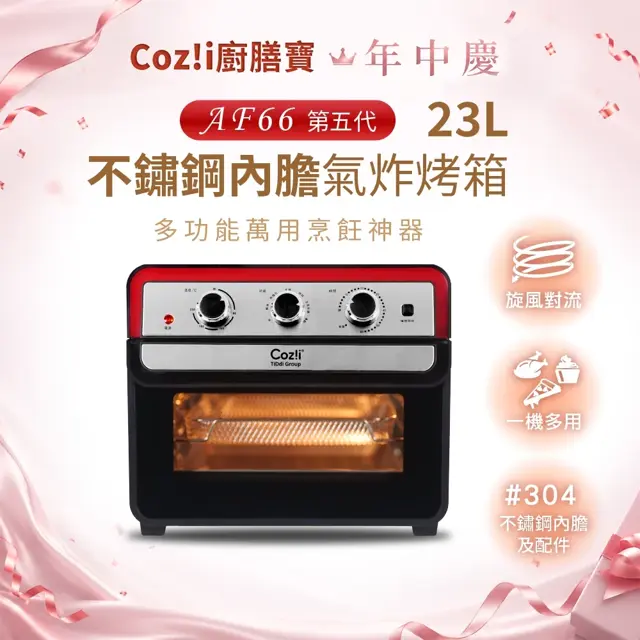 Coz!i廚膳寶 年中慶
AF66 第五代 23L
不鏽鋼內膽氣炸烤箱
多功能萬用烹飪神器
旋風對流
一機多用
#304
不鏽鋼內膽
及配件
Coz!i
TiDdi Group